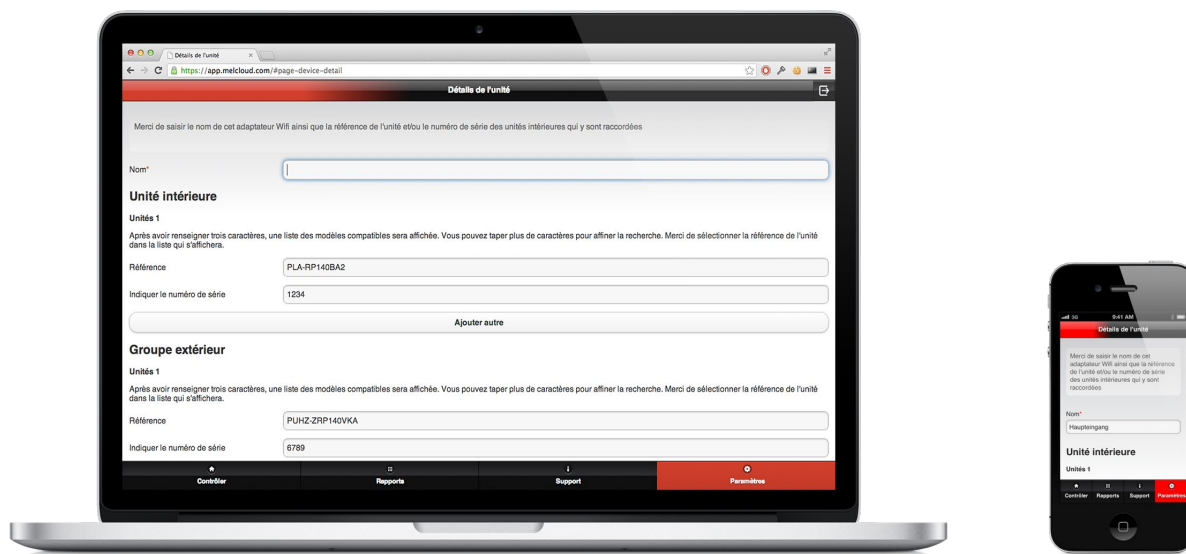 Détails de l'unité
https://app.melcloud.com/#page-device-detail
Détails de l'unité
Merci de saisir le nom de cet adaptateur Wifi ainsi que la référence de l'unité et/ou le numéro de série des unités intérieures qui y sont raccordées
Nom*
Unité intérieure
Unités 1
Après avoir renseigner trois caractères, une liste des modèles compatibles sera affichée. Vous pouvez taper plus de caractères pour affiner la recherche. Merci de sélectionner la référence de l'unité
dans la liste qui s'affichera.
Référence PLA-RP140BA2
Indiquer le numéro de série 1234
Ajouter autre
Groupe extérieur
Unités 1
Après avoir renseigner trois caractères, une liste des modèles compatibles sera affichée. Vous pouvez taper plus de caractères pour affiner la recherche. Merci de sélectionner la référence de l'unité
dans la liste qui s'affichera.
Référence PUHZ-ZRP140VKA
Indiquer le numéro de série 6789
Contrôler Rapports Support Paramètres
3G 9:41 AM
Détails de l'unité
Merci de saisir le nom de cet
adaptateur Wifi ainsi que la référence
de l'unité et/ou le numéro de série
des unités intérieures qui y sont
raccordées
Nom*
Haupteingang
Unité intérieure
Unités 1
Contrôler Rapports Support Paramètres